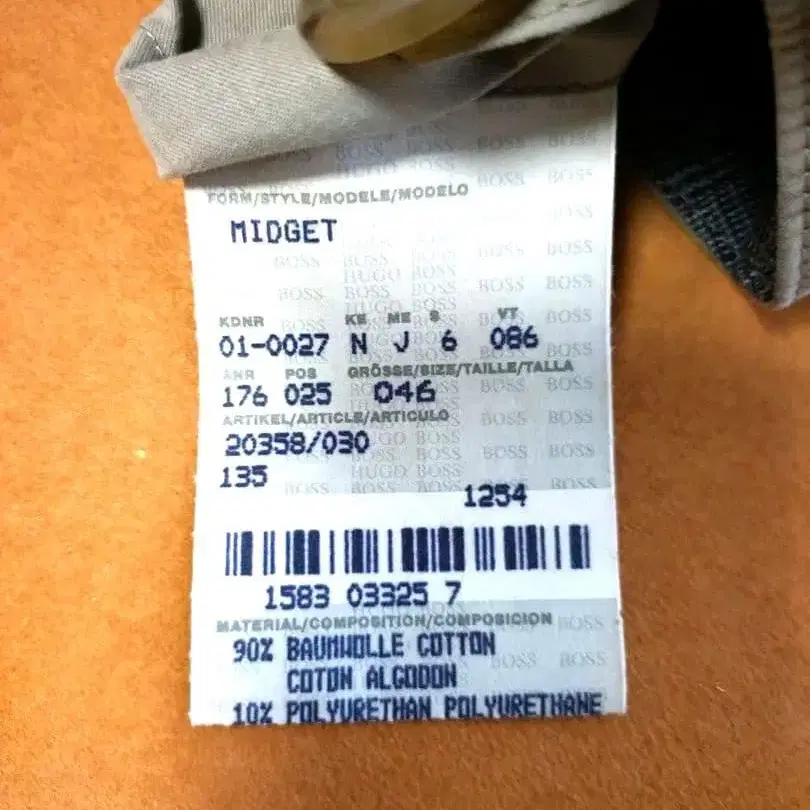 FORM/STYLE/MODELE/MODELO
MIDGET
KDNR KE ME S VT
01-0027 N J 6 086
ANR POS GRÖSSE/SIZE/TAILLE/TALLA
176 025 046
ARTIKEL/ARTICLE/ARTICULO
20358/030
135
1254
1583 03325 7
MATERIAL/COMPOSITION/COMPOSICION
90% BAUMWOLLE COTTON
COTON ALGODON
10% POLYURETHAN POLYURETHANE
HUGO BOSS